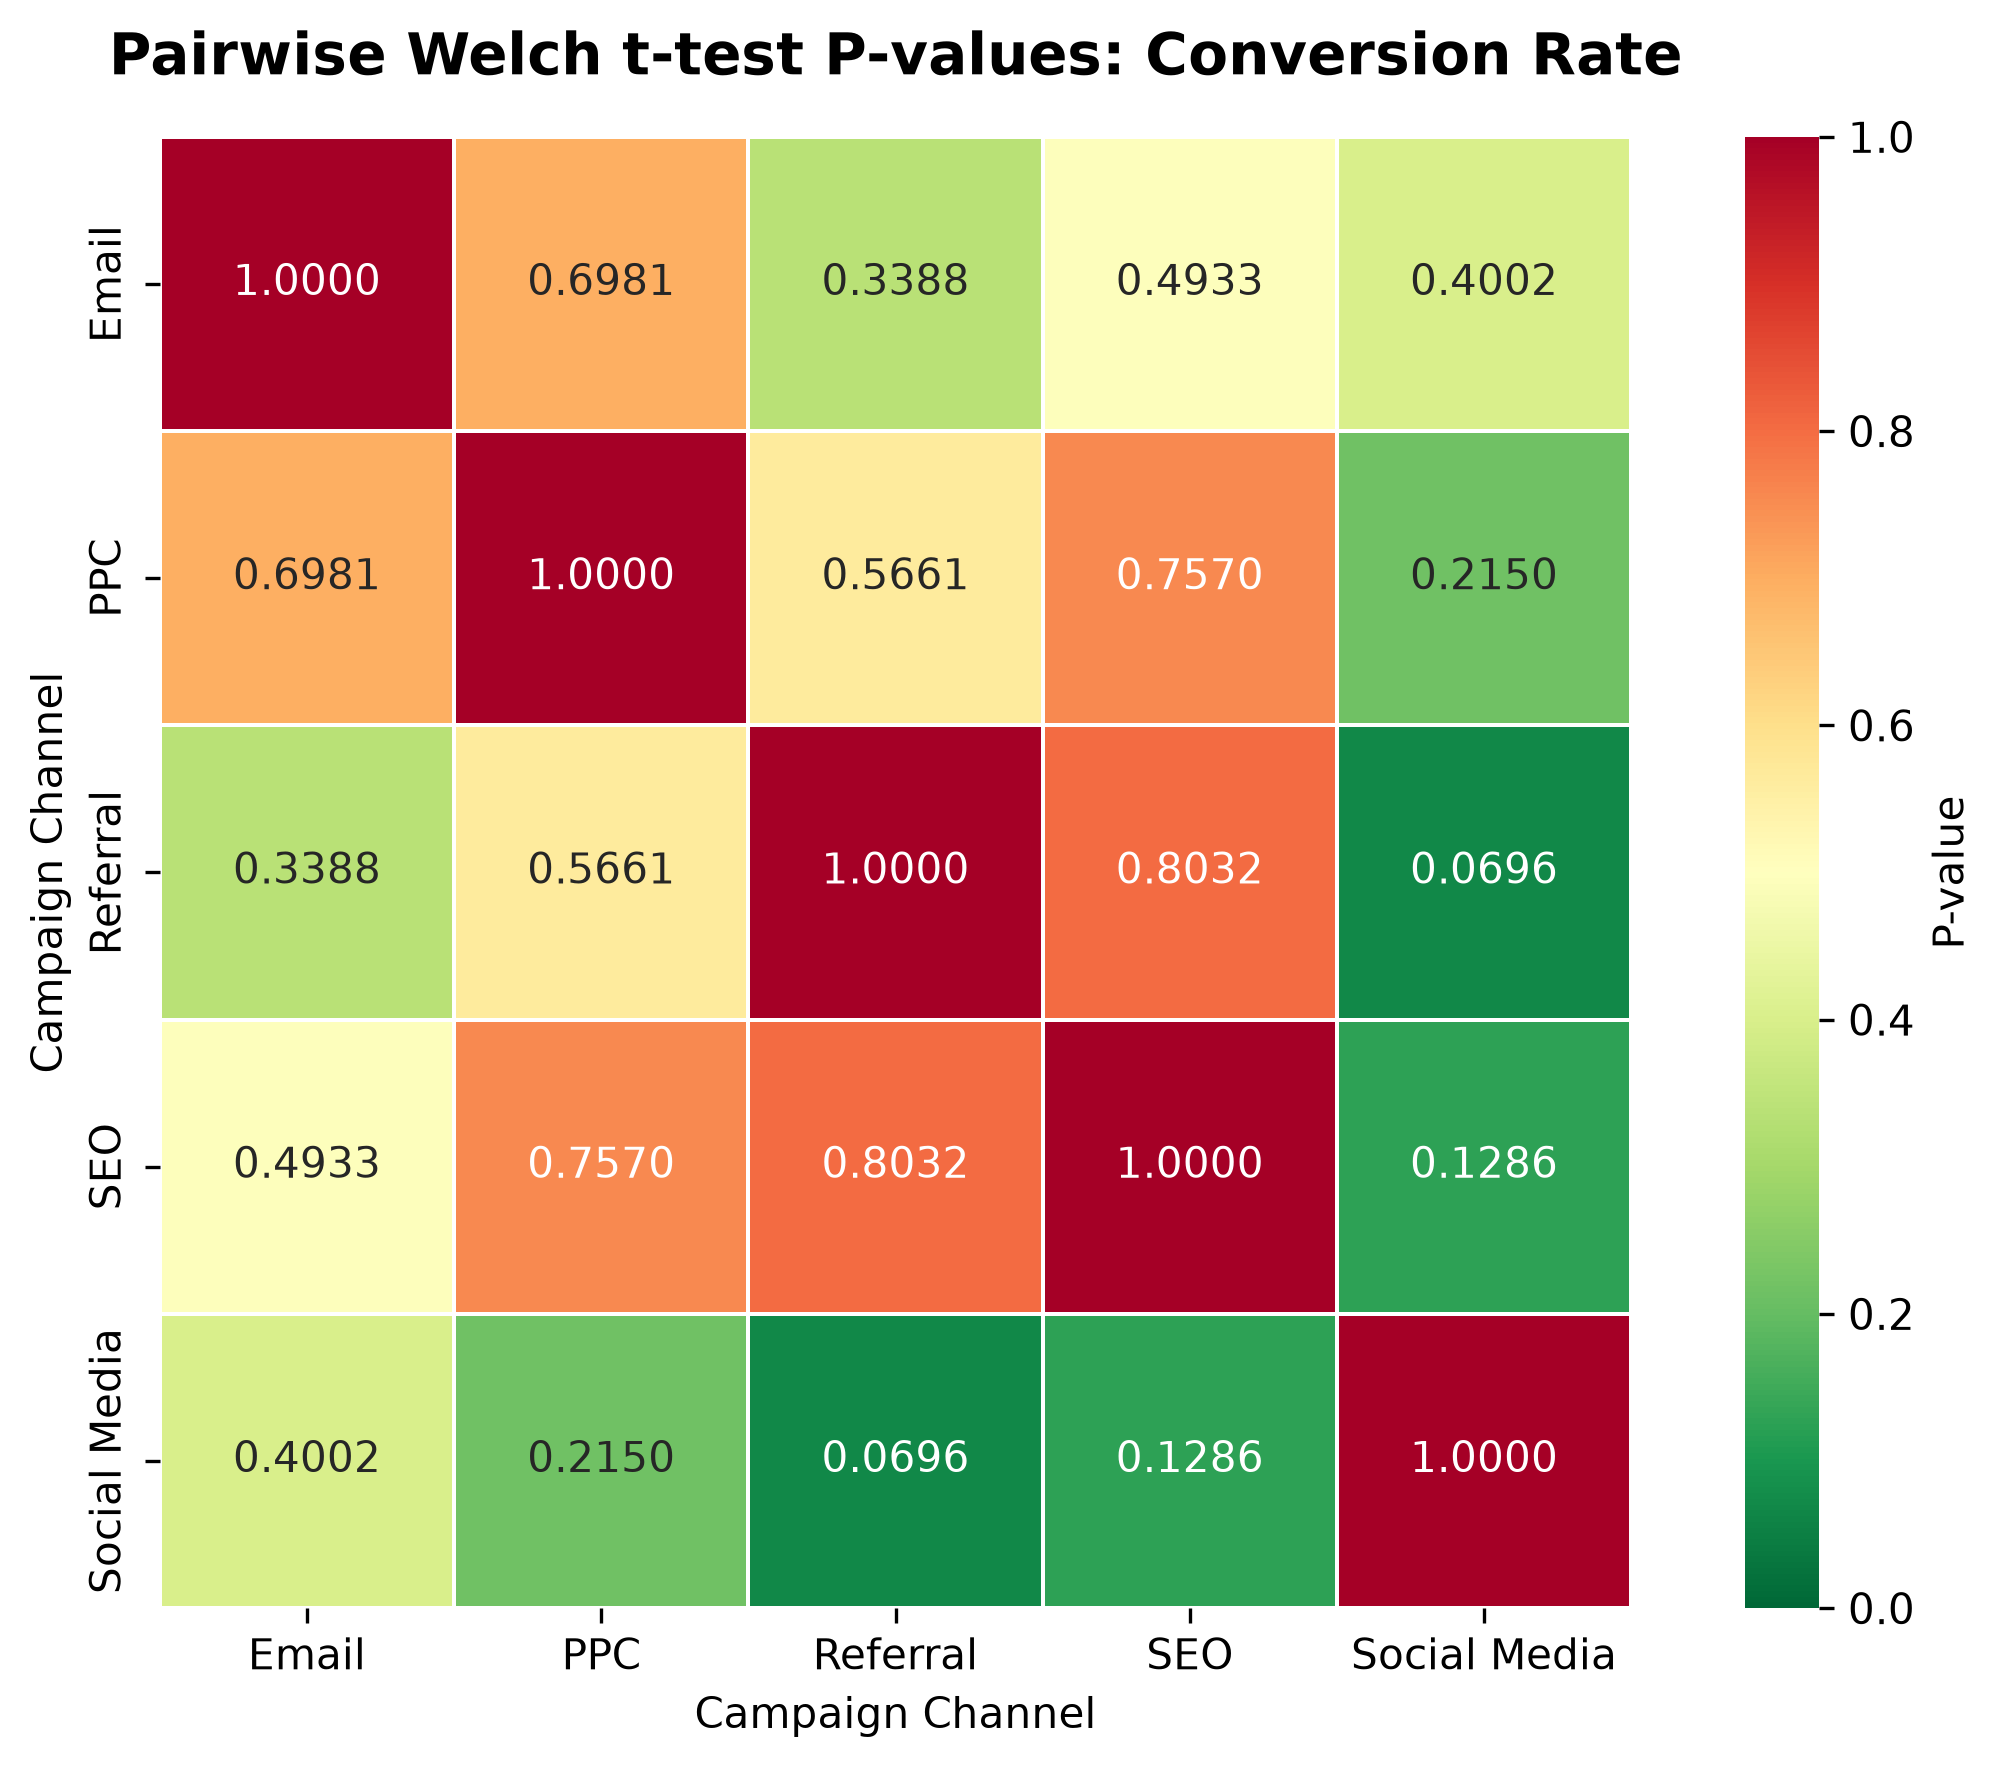 Pairwise Welch t-test P-values: Conversion Rate
Campaign Channel
Email
1.0000 0.6981 0.3388 0.4933 0.4002
PPC
0.6981 1.0000 0.5661 0.7570 0.2150
Referral
0.3388 0.5661 1.0000 0.8032 0.0696
SEO
0.4933 0.7570 0.8032 1.0000 0.1286
Social Media
0.4002 0.2150 0.0696 0.1286 1.0000
Email PPC Referral SEO Social Media
Campaign Channel
1.0
0.8
0.6
0.4
0.2
0.0
P-value